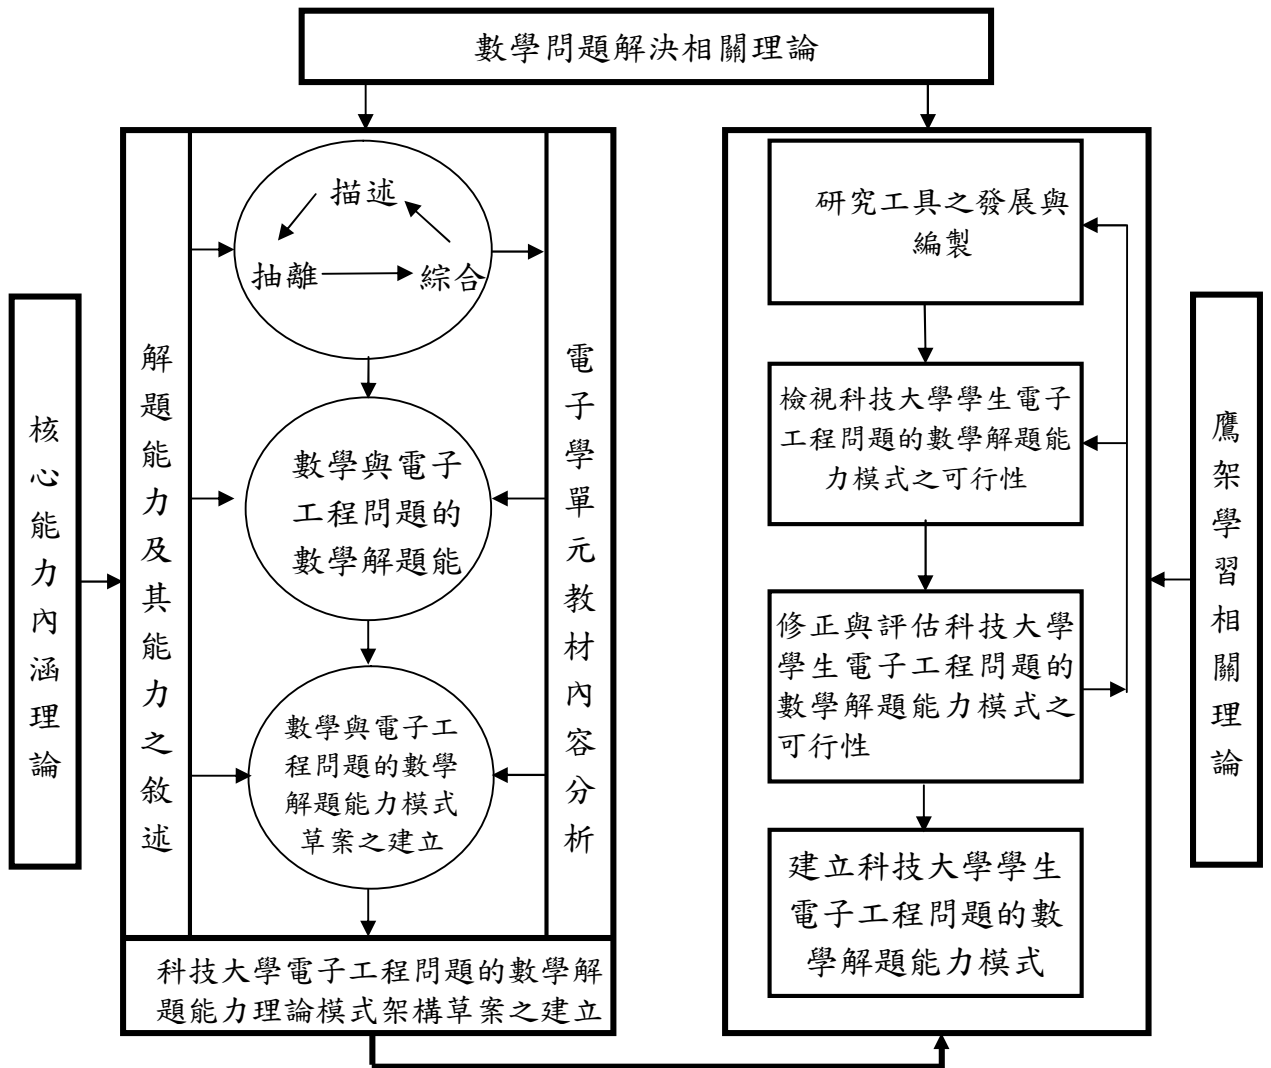 數學問題解決相關理論
核心能力內涵理論
解題能力及其能力之敘述
描述
抽離
綜合
數學與電子
工程問題的
數學解題能
數學與電子工
程問題的數學
解題能力模式
草案之建立
電子學單元教材內容分析
科技大學電子工程問題的數學解
題能力理論模式架構草案之建立
研究工具之發展與
編製
檢視科技大學學生電子
工程問題的數學解題能
力模式之可行性
修正與評估科技大學
學生電子工程問題的
數學解題能力模式之
可行性
建立科技大學學生
電子工程問題的數
學解題能力模式
鷹架學習相關理論